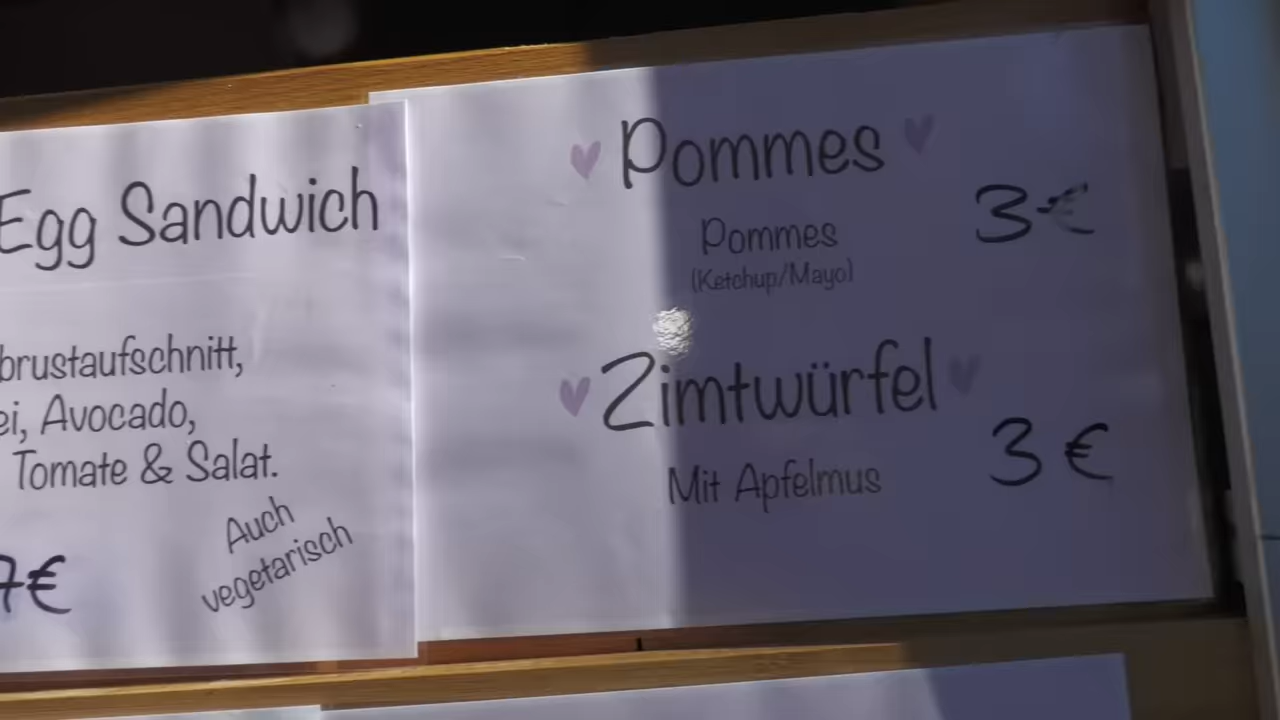 Egg Sandwich
brustaufschnitt,
ei, Avocado,
Tomate & Salat.
Auch
vegetarisch
7€
Pommes
3€
Pommes
(Ketchup/Mayo)
Zimtwürfel
3 €
Mit Apfelmus